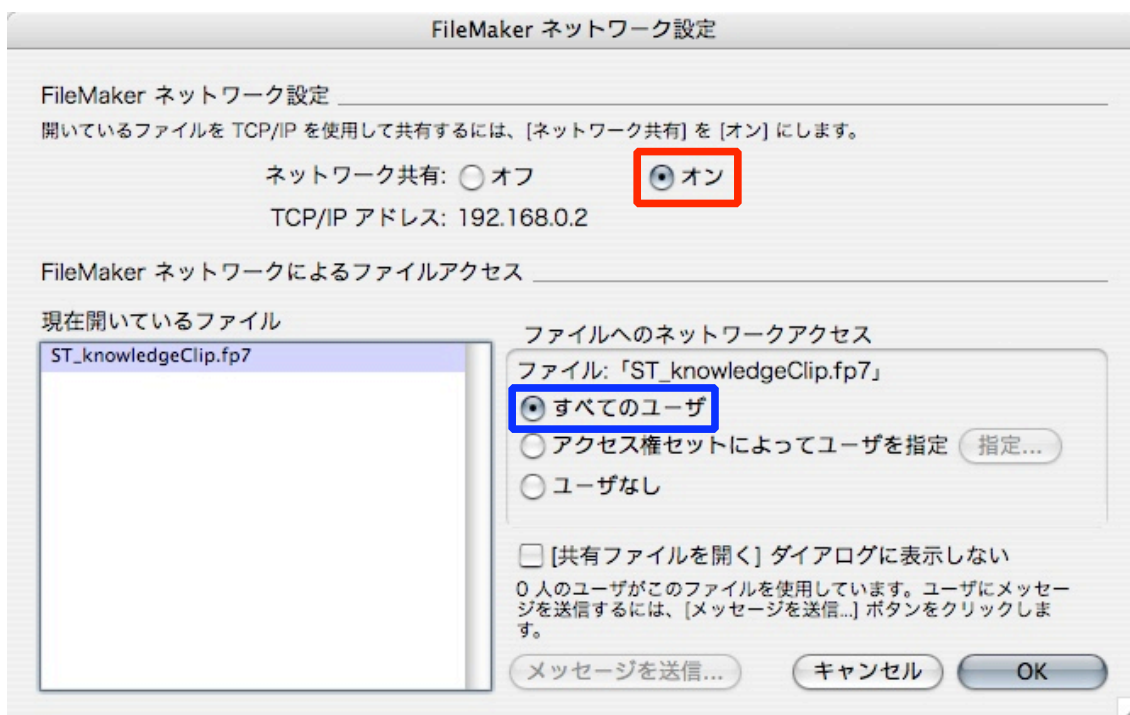 FileMaker ネットワーク設定
FileMaker ネットワーク設定
開いているファイルを TCP/IP を使用して共有するには、[ネットワーク共有] を [オン] にします。
ネットワーク共有: オフ オン
TCP/IP アドレス: 192.168.0.2
FileMaker ネットワークによるファイルアクセス
現在開いているファイル
ST_knowledgeClip.fp7
ファイルへのネットワークアクセス
ファイル:「ST_knowledgeClip.fp7」
すべてのユーザ
アクセス権セットによってユーザを指定 指定...
ユーザなし
[共有ファイルを開く] ダイアログに表示しない
0 人のユーザがこのファイルを使用しています。ユーザにメッセー
ジを送信するには、[メッセージを送信...] ボタンをクリックしま
す。
メッセージを送信... キャンセル OK